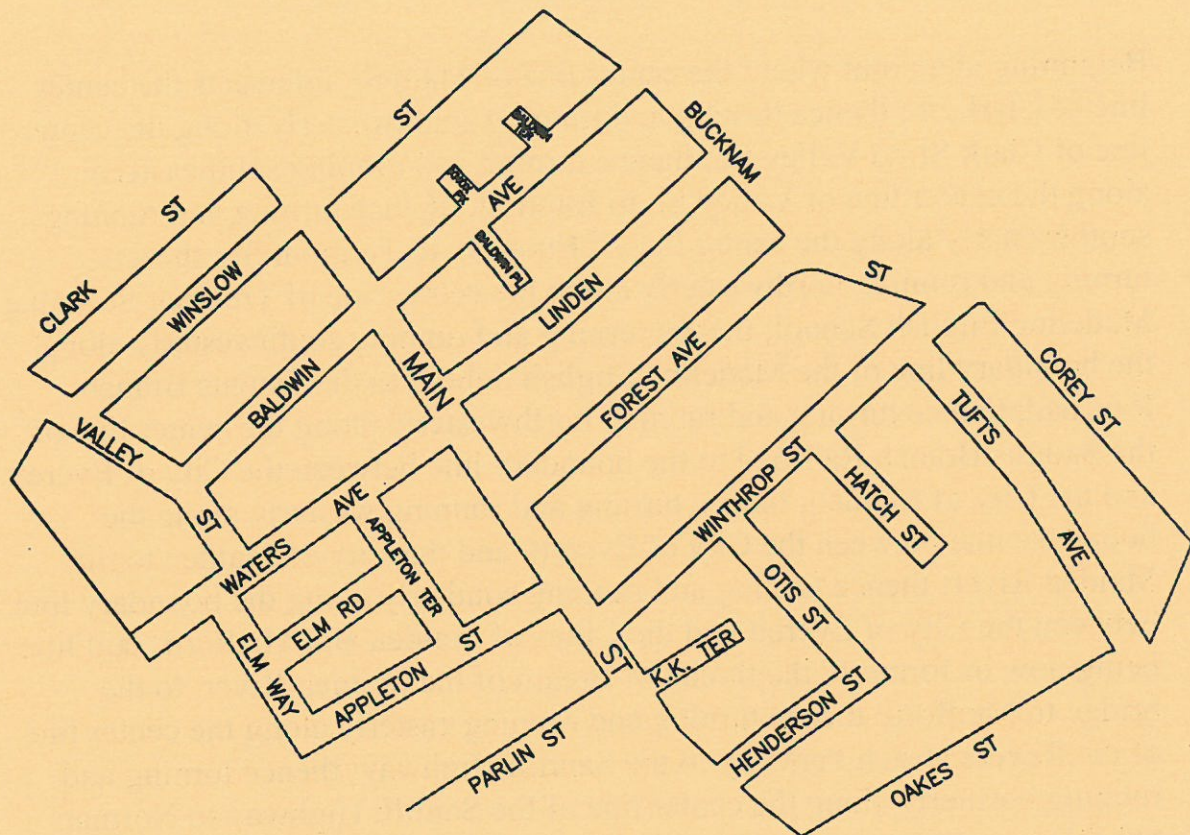 ST
BALDWIN
TER
AVE
BUCKNAM
ST
BALDWIN PL
CLARK
WINSLOW
LINDEN
ST
MAIN
BALDWIN
FOREST AVE
COREY ST
TUFTS
VALLEY
ST
AVE
WATERS
APPLETON TER
WINTHROP ST
HATCH ST
AVE
ELM RD
OTIS ST
ELM WAY
APPLETON
ST
ST
K.K. TER
HENDERSON ST
PARLIN ST
OAKES ST